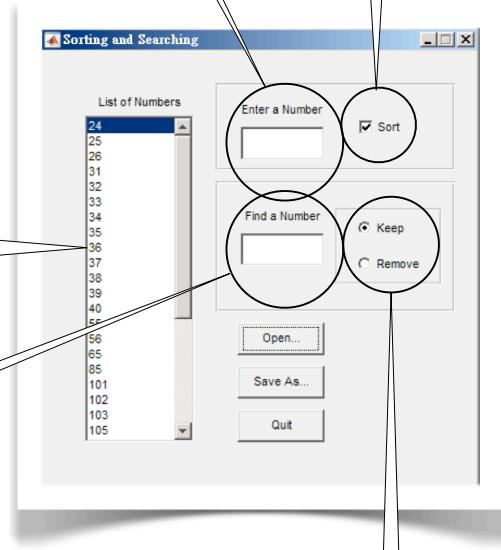 Sorting and Searching
List of Numbers
24
25
26
31
32
33
34
35
36
37
38
39
40
56
65
85
101
102
103
105
Enter a Number
Sort
Find a Number
Keep
Remove
Open...
Save As...
Quit